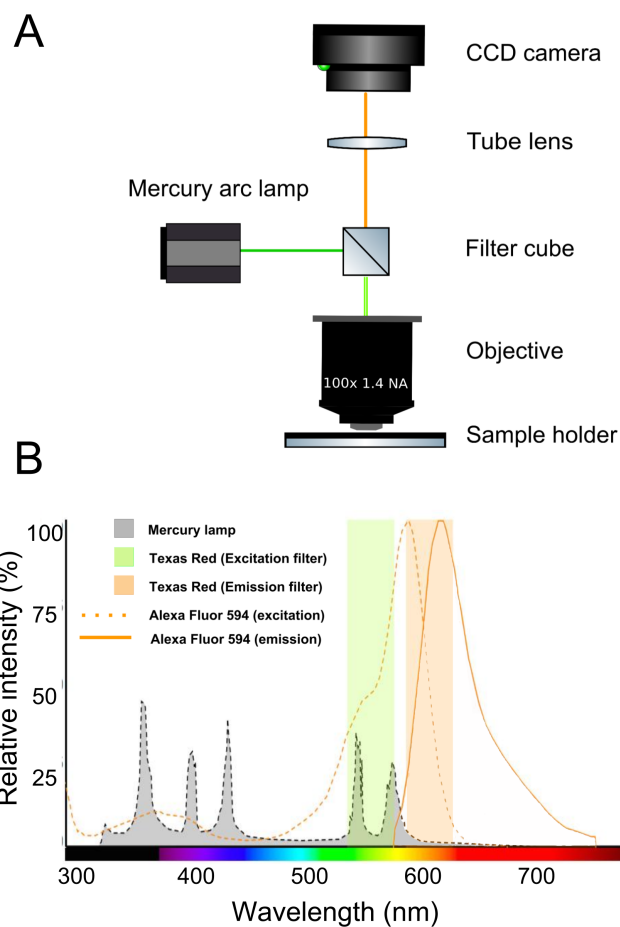 A
CCD camera
Tube lens
Mercury arc lamp
Filter cube
Objective
100x 1.4 NA
Sample holder
B
Relative intensity (%)
100
75
50
25
Mercury lamp
Texas Red (Excitation filter)
Texas Red (Emission filter)
Alexa Fluor 594 (excitation)
Alexa Fluor 594 (emission)
300 400 500 600 700
Wavelength (nm)